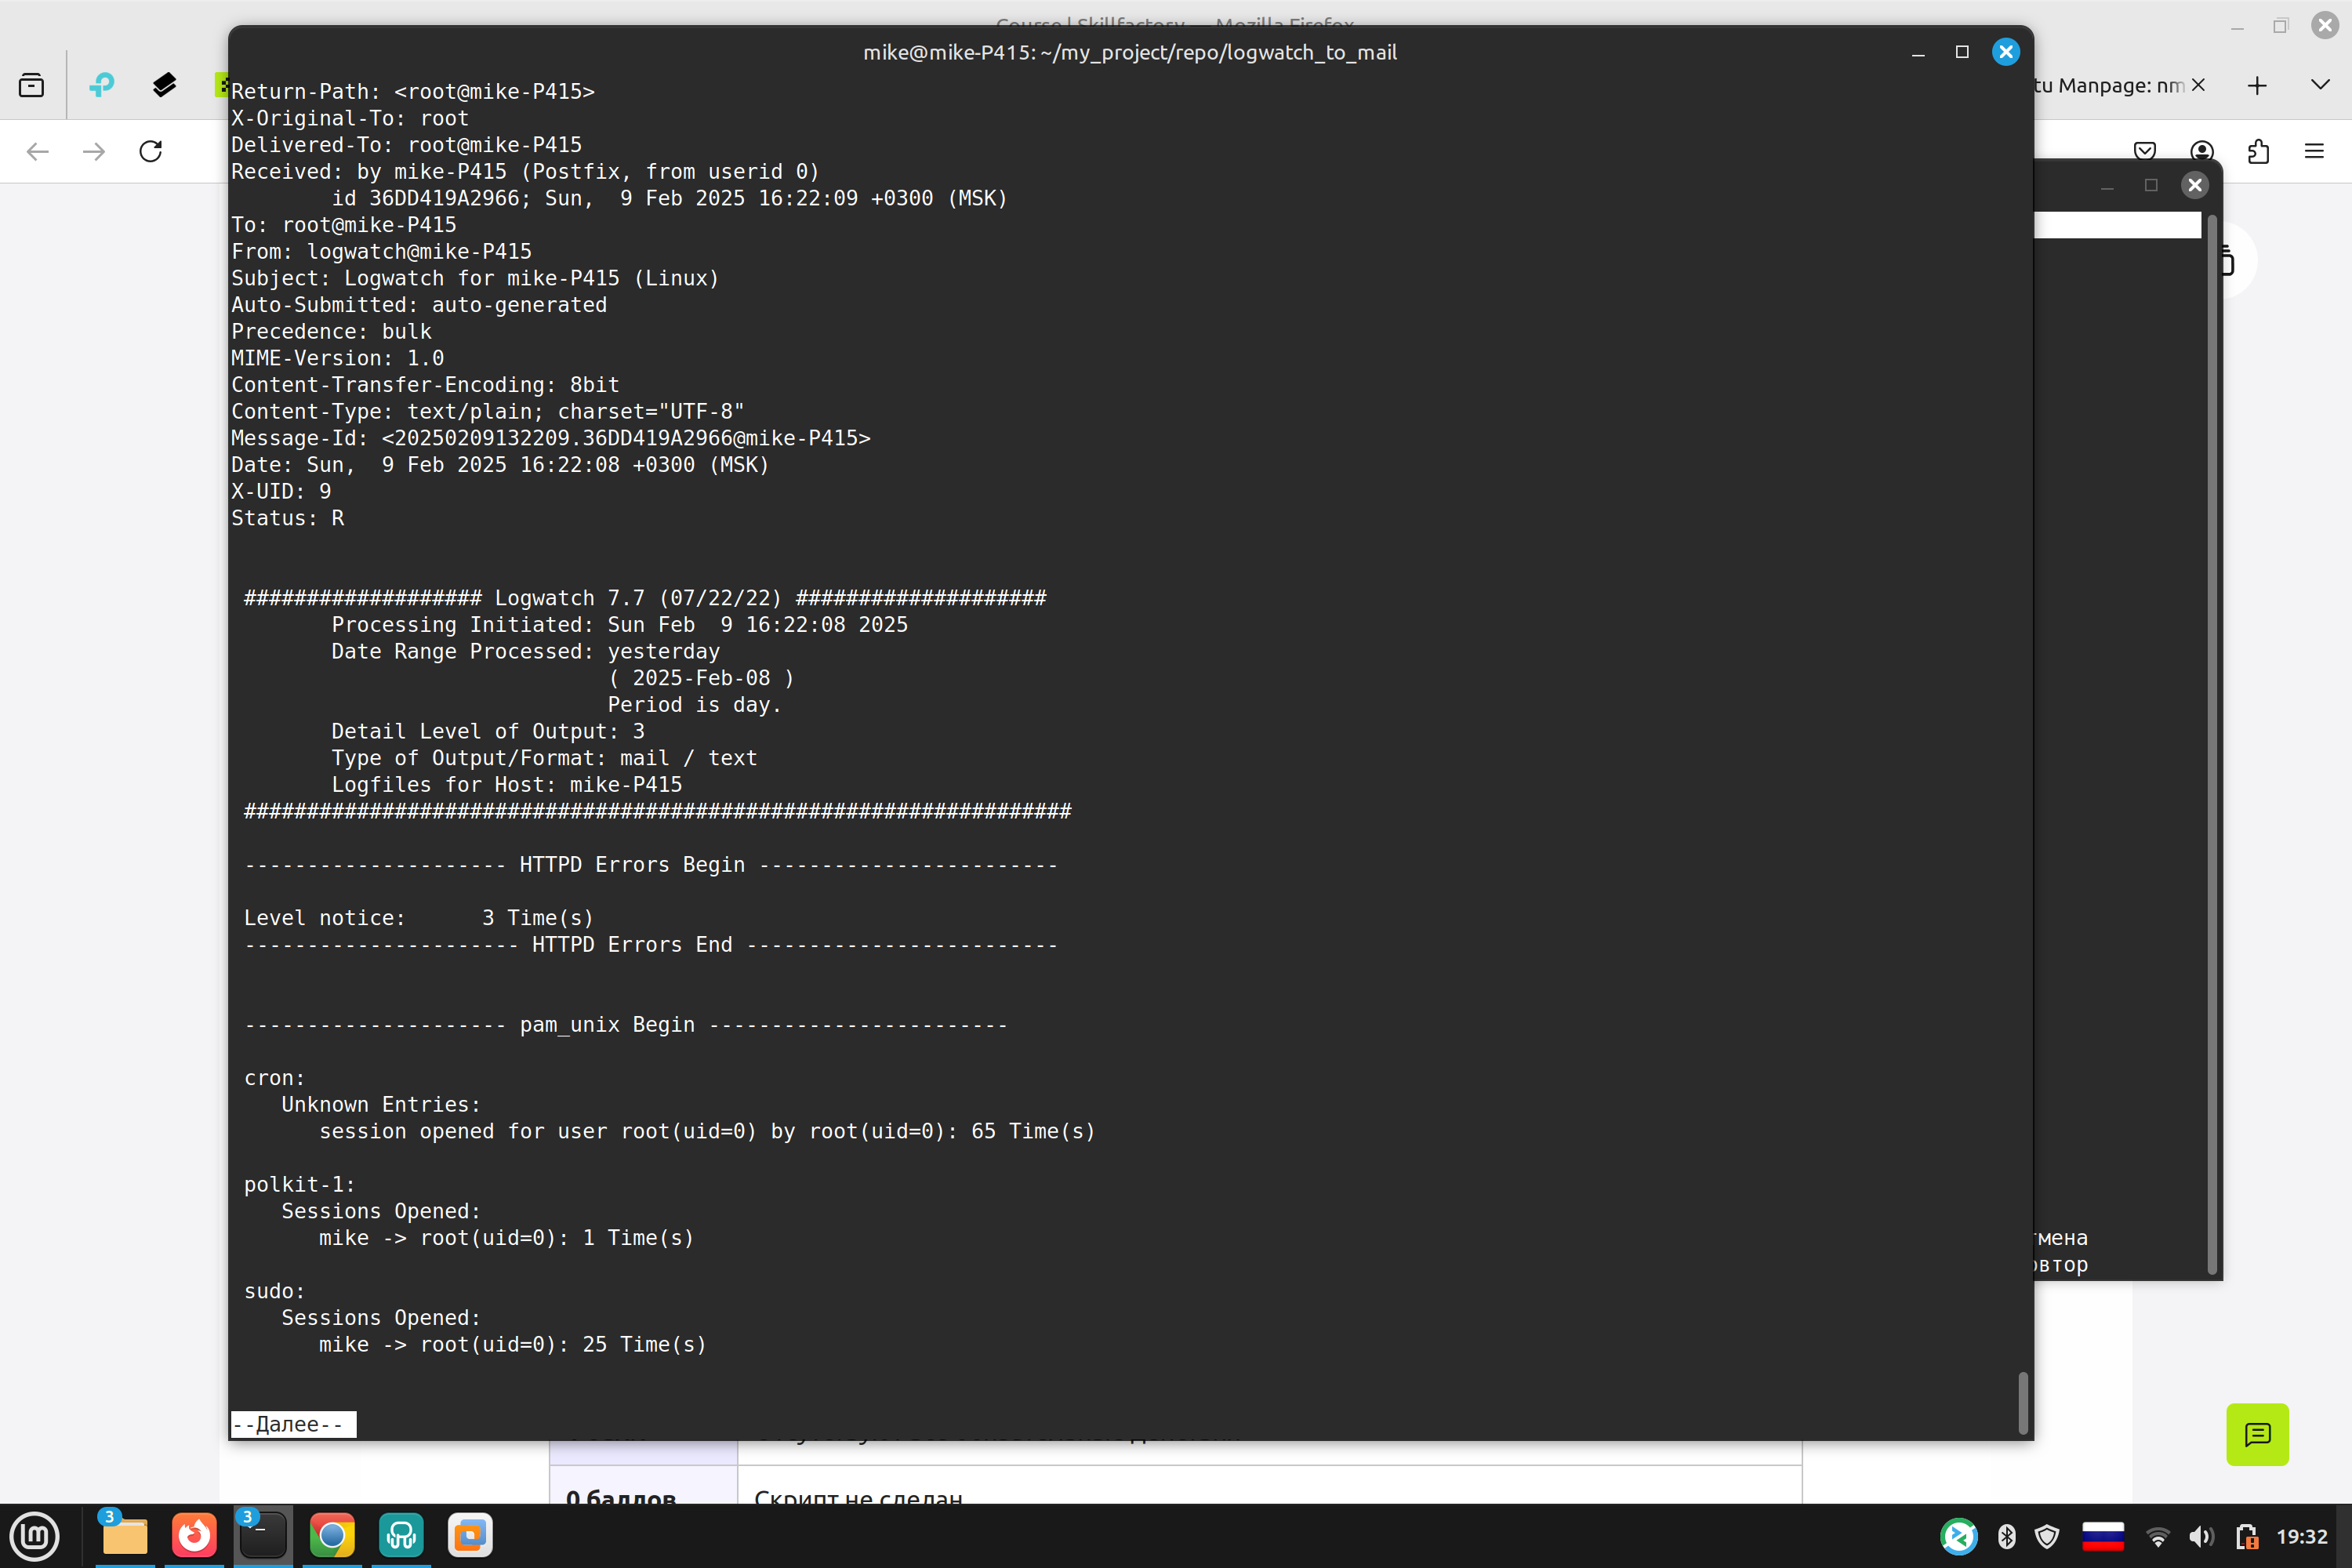 Course | Skillfactory — Mozilla Firefox
mike@mike-P415: ~/my_project/repo/logwatch_to_mail
tu Manpage: nm
Return-Path: <root@mike-P415>
X-Original-To: root
Delivered-To: root@mike-P415
Received: by mike-P415 (Postfix, from userid 0)
        id 36DD419A2966; Sun,  9 Feb 2025 16:22:09 +0300 (MSK)
To: root@mike-P415
From: logwatch@mike-P415
Subject: Logwatch for mike-P415 (Linux)
Auto-Submitted: auto-generated
Precedence: bulk
MIME-Version: 1.0
Content-Transfer-Encoding: 8bit
Content-Type: text/plain; charset="UTF-8"
Message-Id: <20250209132209.36DD419A2966@mike-P415>
Date: Sun,  9 Feb 2025 16:22:08 +0300 (MSK)
X-UID: 9
Status: R
 ################### Logwatch 7.7 (07/22/22) ####################
        Processing Initiated: Sun Feb  9 16:22:08 2025
        Date Range Processed: yesterday
                              ( 2025-Feb-08 )
                              Period is day.
        Detail Level of Output: 3
        Type of Output/Format: mail / text
        Logfiles for Host: mike-P415
 ##################################################################
 --------------------- HTTPD Errors Begin ------------------------
 Level notice:      3 Time(s)
 ---------------------- HTTPD Errors End -------------------------
 --------------------- pam_unix Begin ------------------------
 cron:
    Unknown Entries:
       session opened for user root(uid=0) by root(uid=0): 65 Time(s)
 polkit-1:
    Sessions Opened:
       mike -> root(uid=0): 1 Time(s)
 sudo:
    Sessions Opened:
       mike -> root(uid=0): 25 Time(s)
--Далее--
тмена
овтор
0 баллов
Скрипт не сделан
3
3
19:32